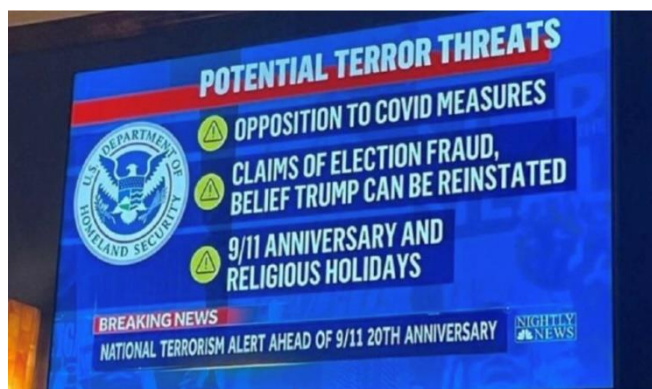 POTENTIAL TERROR THREATS
OPPOSITION TO COVID MEASURES
CLAIMS OF ELECTION FRAUD,
BELIEF TRUMP CAN BE REINSTATED
9/11 ANNIVERSARY AND
RELIGIOUS HOLIDAYS
U.S. DEPARTMENT OF
HOMELAND SECURITY
BREAKING NEWS
NATIONAL TERRORISM ALERT AHEAD OF 9/11 20TH ANNIVERSARY
NIGHTLY
NEWS